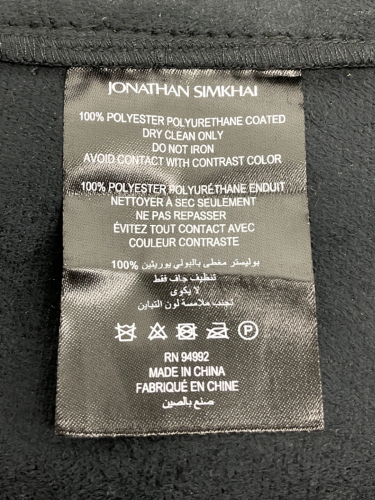 JONATHAN SIMKHAI
100% POLYESTER POLYURETHANE COATED
DRY CLEAN ONLY
DO NOT IRON
AVOID CONTACT WITH CONTRAST COLOR
100% POLYESTER POLYURÉTHANE ENDUIT
NETTOYER À SEC SEULEMENT
NE PAS REPASSER
ÉVITEZ TOUT CONTACT AVEC
COULEUR CONTRASTE
بوليستر مغطى بالبولي يوريثين %100
تنظيف جاف فقط
لا يكوى
تجنب ملامسة لون التباين
P
RN 94992
MADE IN CHINA
FABRIQUÉ EN CHINE
صنع بالصين